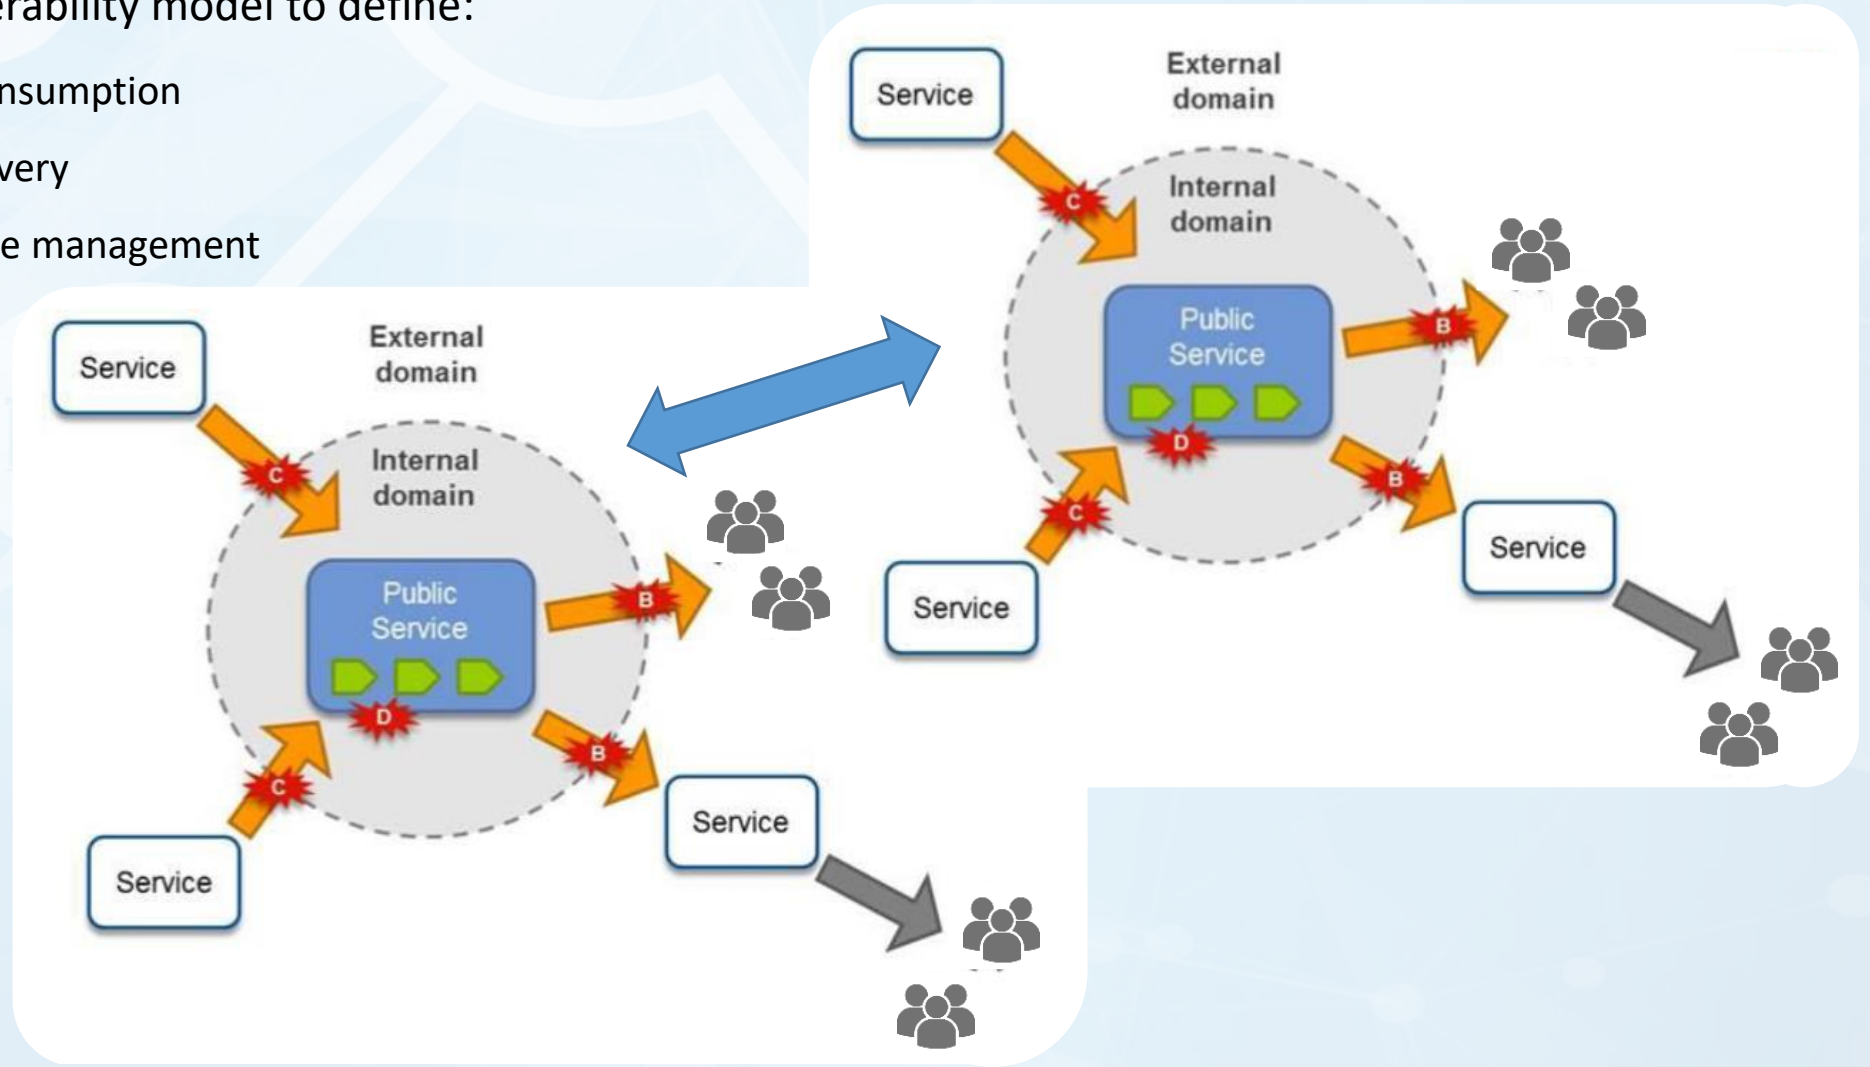 erability model to define:
nsumption
very
e management
Service
External
domain
C
Internal
domain
Public
Service
B
D
C
B
Service
Service
Service
External
domain
C
Internal
domain
Public
Service
B
D
B
C
Service
Service